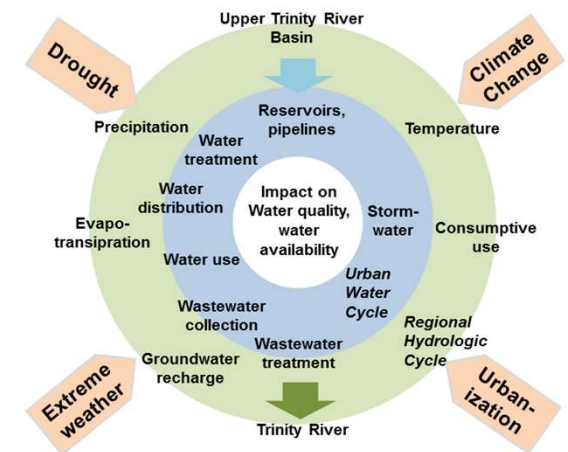 Upper Trinity River
Basin
Drought
Climate
Change
Reservoirs,
pipelines
Precipitation
Temperature
Water
treatment
Water
distribution
Impact on
Water quality,
water
availability
Storm-
water
Evapo-
transipration
Consumptive
use
Water use
Urban
Water
Cycle
Wastewater
collection
Regional
Hydrologic
Cycle
Wastewater
treatment
Groundwater
recharge
Extreme
weather
Urban-
ization
Trinity River